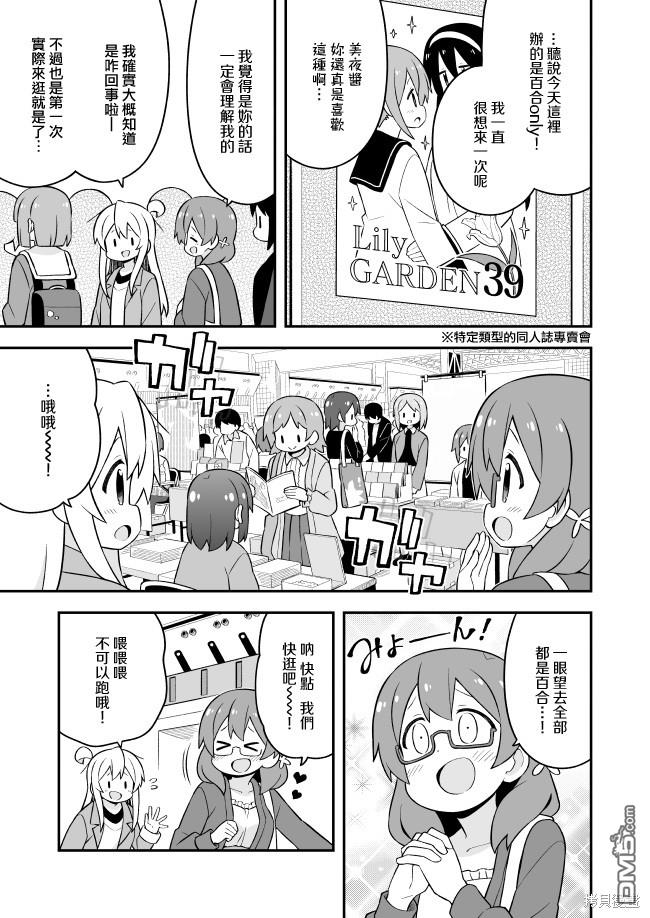 …聽說今天這裡
辦的是百合only！
我一直
很想來一次呢
美夜醬
妳還真是喜歡
這種啊…
Lily
GARDEN39
※特定類型的同人誌專賣會
我覺得是妳的話
一定會理解我的
我確實大概知道
是咋回事啦—
不過也是第一次
實際來逛就是了…
ガヤ
ガヤ
…哦哦~~~！
一眼望去全部
都是百合…！
みょーん！
吶 快點 我們
快逛吧~~~！
喂喂喂
不可以跑哦！
DM5.com
拷貝漫畫